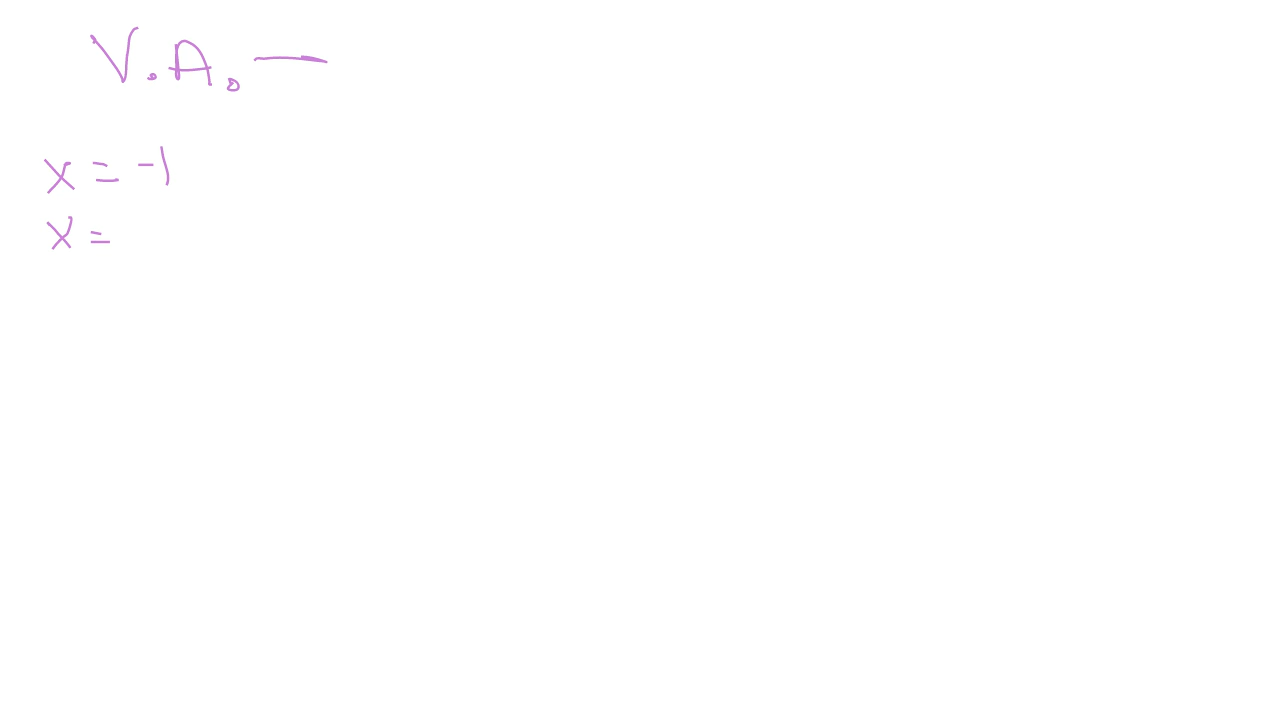 V.A. —
x = -1
x =